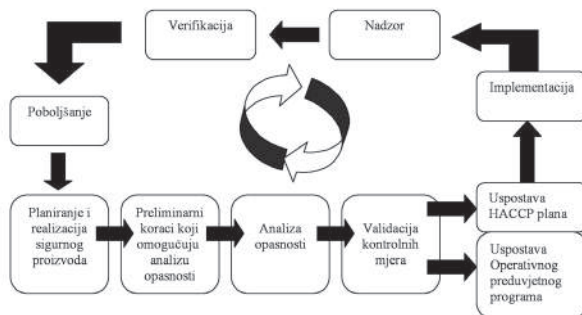 Verifikacija
Nadzor
Implementacija
Poboljšanje
Planiranje i
realizacija
sigurnog
proizvoda
Preliminarni
koraci koji
omogućuju
analizu
opasnosti
Analiza
opasnosti
Validacija
kontrolnih
mjera
Uspostava
HACCP plana
Uspostava
Operativnog
preduvjetnog
programa